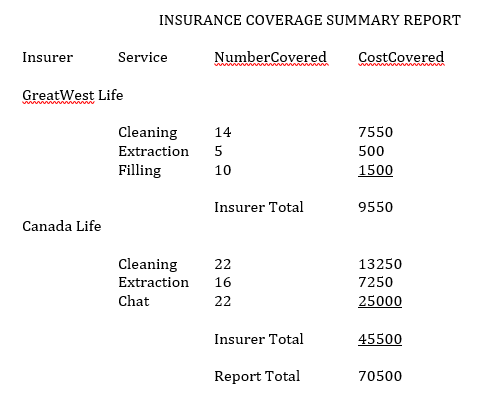 INSURANCE COVERAGE SUMMARY REPORT
Insurer Service NumberCovered CostCovered
GreatWest Life
Cleaning 14 7550
Extraction 5 500
Filling 10 1500
Insurer Total 9550
Canada Life
Cleaning 22 13250
Extraction 16 7250
Chat 22 25000
Insurer Total 45500
Report Total 70500